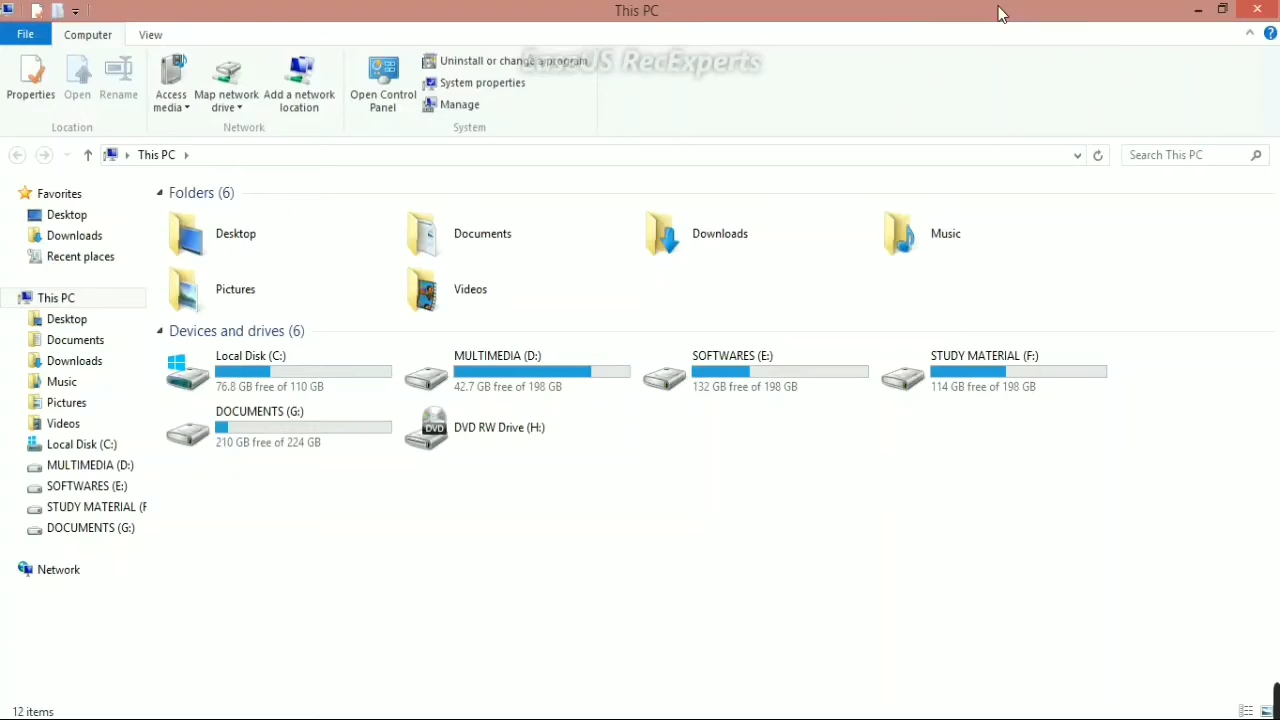 This PC
File
Computer
View
Properties
Open
Rename
Access media
Map network drive
Add a network location
Open Control Panel
Uninstall or change a program
System properties
Manage
Location
Network
System
RecExperts
This PC
Search This PC
Favorites
Desktop
Downloads
Recent places
This PC
Desktop
Documents
Downloads
Music
Pictures
Videos
Local Disk (C:)
MULTIMEDIA (D:)
SOFTWARES (E:)
STUDY MATERIAL (F
DOCUMENTS (G:)
Network
Folders (6)
Desktop
Documents
Downloads
Music
Pictures
Videos
Devices and drives (6)
Local Disk (C:)
76.8 GB free of 110 GB
MULTIMEDIA (D:)
42.7 GB free of 198 GB
SOFTWARES (E:)
132 GB free of 198 GB
STUDY MATERIAL (F:)
114 GB free of 198 GB
DOCUMENTS (G:)
210 GB free of 224 GB
DVD
DVD RW Drive (H:)
12 items